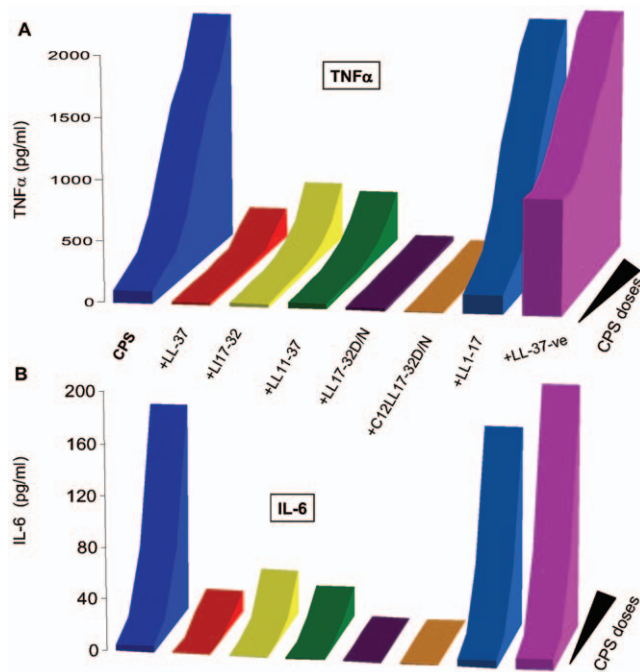 A
TNFα
TNFα (pg/ml)
2000
1500
1000
500
0
CPS
+LL-37
+Ll17-32
+LL11-37
+LL17-32D/N
+C12LL17-32D/N
+LL1-17
+LL-37-ve
CPS doses
B
IL-6
IL-6 (pg/ml)
200
160
120
80
40
0
CPS doses